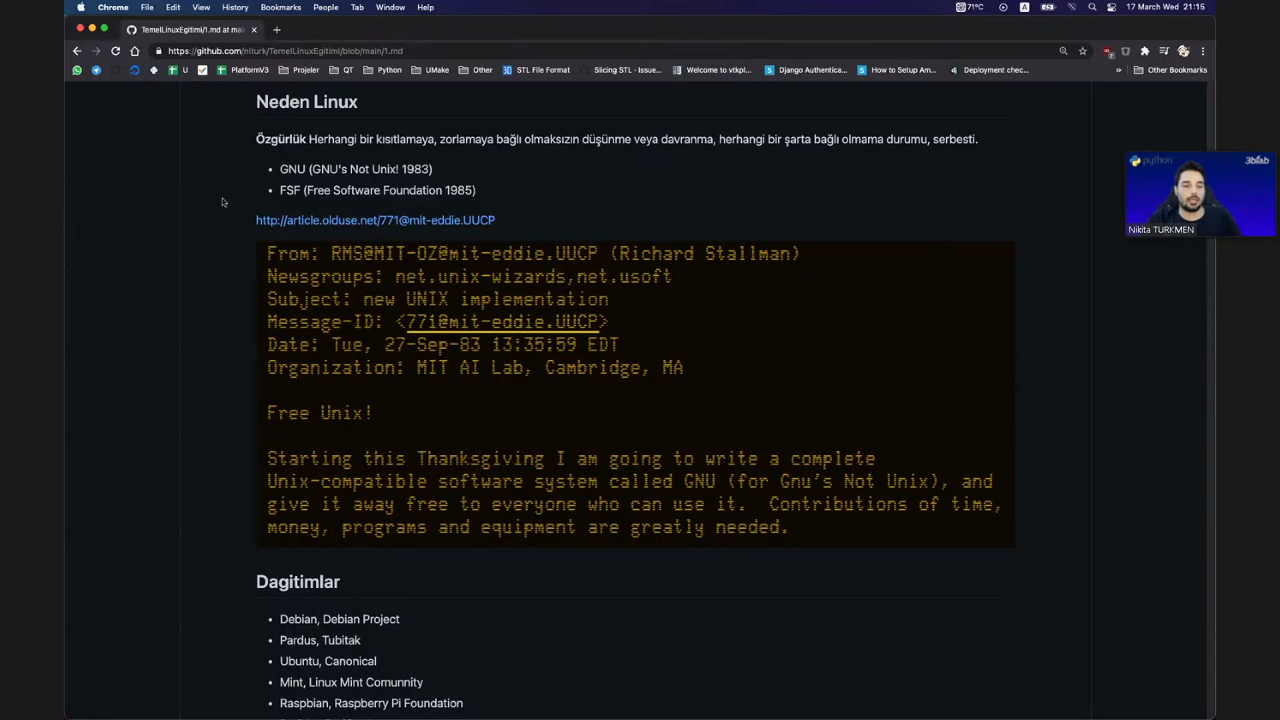 Chrome File Edit View History Bookmarks People Tab Window Help
71°C
17 March Wed 21:15
TemelLinuxEgitimi/1.md at mai
https://github.com/niturk/TemelLinuxEgitimi/blob/main/1.md
U PlatformV3 Projeler QT Python UMake Other STL File Format Slicing STL · Issue... Welcome to vtkpl... Django Authentica... How to Setup Am... Deployment chec... » Other Bookmarks
Neden Linux
Özgürlük Herhangi bir kısıtlamaya, zorlamaya bağlı olmaksızın düşünme veya davranma, herhangi bir şarta bağlı olmama durumu, serbesti.
GNU (GNU's Not Unix! 1983)
FSF (Free Software Foundation 1985)
http://article.olduse.net/771@mit-eddie.UUCP
From: RMS@MIT-OZ@mit-eddie.UUCP (Richard Stallman)
Newsgroups: net.unix-wizards,net.usoft
Subject: new UNIX implementation
Message-ID: <771@mit-eddie.UUCP>
Date: Tue, 27-Sep-83 13:35:59 EDT
Organization: MIT AI Lab, Cambridge, MA
Free Unix!
Starting this Thanksgiving I am going to write a complete
Unix-compatible software system called GNU (for Gnu's Not Unix), and
give it away free to everyone who can use it. Contributions of time,
money, programs and equipment are greatly needed.
Dagitimlar
Debian, Debian Project
Pardus, Tubitak
Ubuntu, Canonical
Mint, Linux Mint Comunnity
Raspbian, Raspberry Pi Foundation
python
3bfab
Nikita TURKMEN